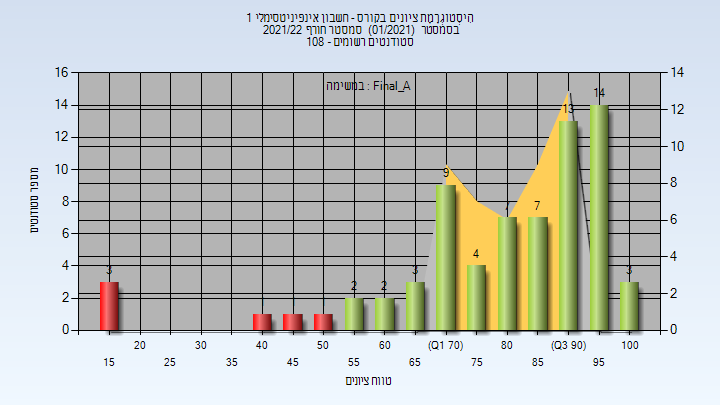 היסטוגרמת ציונים בקורס - חשבון אינפיניטסימלי 1
בסמסטר (01/2021) סמסטר חורף 2021/22
סטודנטים רשומים - 108
במשימה : Final_A
16 14
14 12
12 10
10 8
8 6
6 4
4 2
2 0
0
מספר סטודנטים
3 2 2 3 9 4 7 13 14 3
20 30 40 50 60 (Q1 70) 80 (Q3 90) 100
15 25 35 45 55 65 75 85 95
טווח ציונים